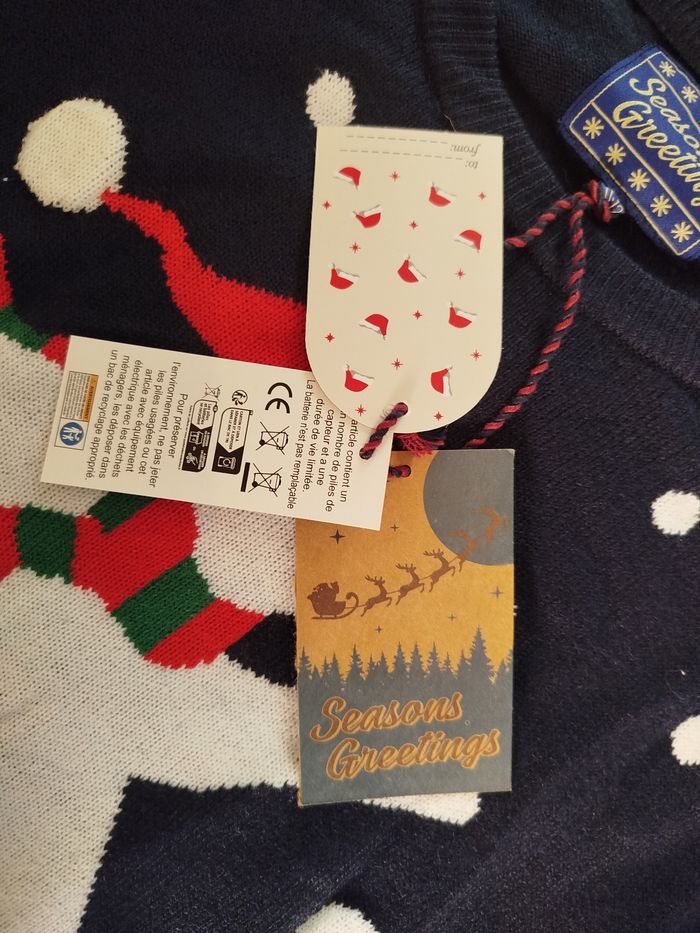 Seasons
Greetings
to:
from:
article contient un
nombre de piles de
capteur et a une
durée de vie limitée.
La batterie n'est pas remplaçable
CE
Pour préserver
l'environnement, ne pas jeter
les piles usagées ou cet
article avec équipement
électrique avec les déchets
ménagers, les déposer dans
un bac de recyclage approprié
Seasons
Greetings